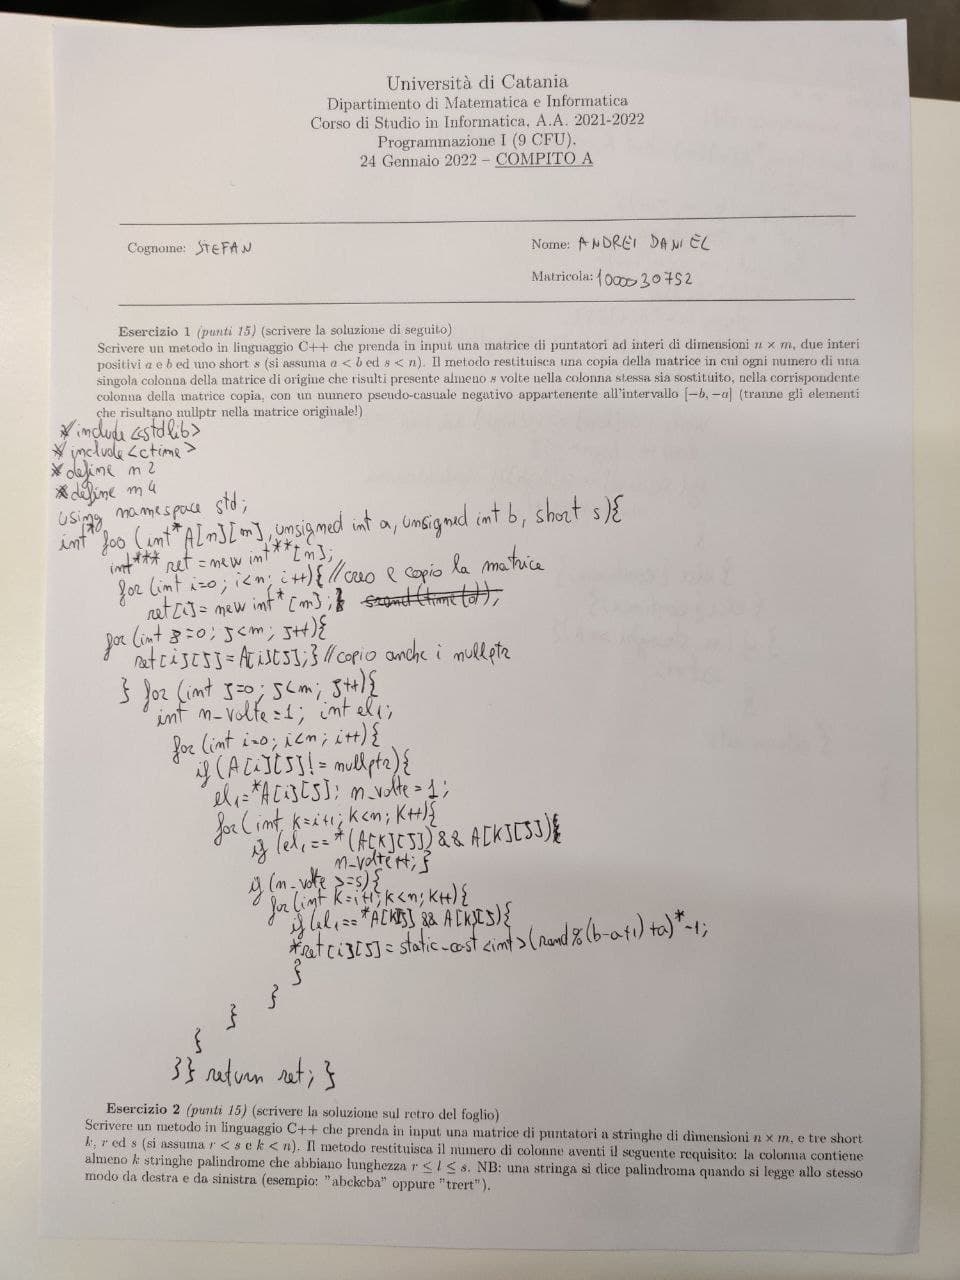 Università di Catania
Dipartimento di Matematica e Informatica
Corso di Studio in Informatica, A.A. 2021-2022
Programmazione I (9 CFU).
24 Gennaio 2022 – COMPITO A
Cognome: STEFAN
Nome: ANDREI DANIEL
Matricola: 1000030752
Esercizio 1 (punti 15) (scrivere la soluzione di seguito)
Scrivere un metodo in linguaggio C++ che prenda in input una matrice di puntatori ad interi di dimensioni n × m, due interi
positivi a e b ed uno short s (si assuma a < b ed s < n). Il metodo restituisca una copia della matrice in cui ogni numero di una
singola colonna della matrice di origine che risulti presente almeno s volte nella colonna stessa sia sostituito, nella corrispondente
colonna della matrice copia, con un numero pseudo-casuale negativo appartenente all'intervallo [−b, −a] (tranne gli elementi
che risultano nullptr nella matrice originale!)
#include <cstdlib>
#include <ctime>
#define n 2
#define m 4
using namespace std;
int* foo (int* A[n][m], unsigned int a, unsigned int b, short s){
int*** ret = new int**[n];
for (int i=0; i<n; i++){ //creo e copio la matrice
ret[i] = new int* [m]; } srand(time(0));
for (int J=0; J<m; J++){
ret[i][J] = A[i][J]; } //copio anche i nullptr
} for (int J=0; J<m; J++){
int n_volte = 1; int el1;
for (int i=0; i<n; i++){
if (A[i][J] != nullptr){
el1 = *A[i][J]; n_volte = 1;
for (int K=i+1; K<n; K++){
if (el1 == *(A[K][J]) && A[K][J]){
n_volte++; }
if (n_volte >= s){
for (int K=i+1; K<n; K++){
if (el1 == *A[K][J] && A[K][J]){
*ret[i][J] = static_cast <int> (rand%(b-a+1)+a)*-1;
}
}
}
}
}} return ret; }
Esercizio 2 (punti 15) (scrivere la soluzione sul retro del foglio)
Scrivere un metodo in linguaggio C++ che prenda in input una matrice di puntatori a stringhe di dimensioni n × m, e tre short
k, r ed s (si assuma r < s e k < n). Il metodo restituisca il numero di colonne aventi il seguente requisito: la colonna contiene
almeno k stringhe palindrome che abbiano lunghezza r ≤ l ≤ s. NB: una stringa si dice palindroma quando si legge allo stesso
modo da destra e da sinistra (esempio: "abckcba" oppure "trert").